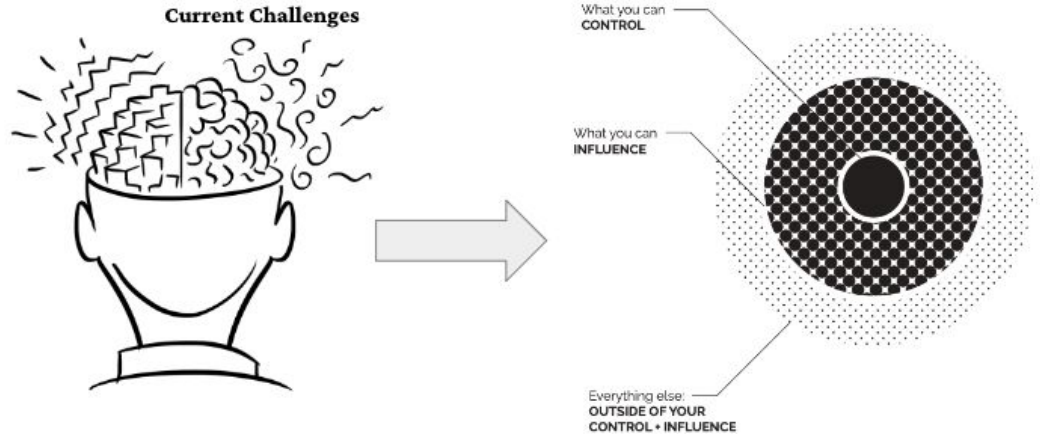 Current Challenges
What you can
CONTROL
What you can
INFLUENCE
Everything else:
OUTSIDE OF YOUR
CONTROL + INFLUENCE